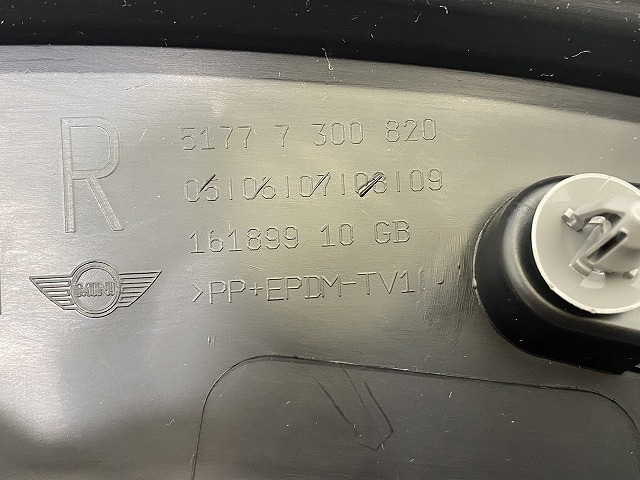 R
5177 7 300 820
05|06|07|08|09
161899 10 GB
MINI
>PP+EPDM-TV1